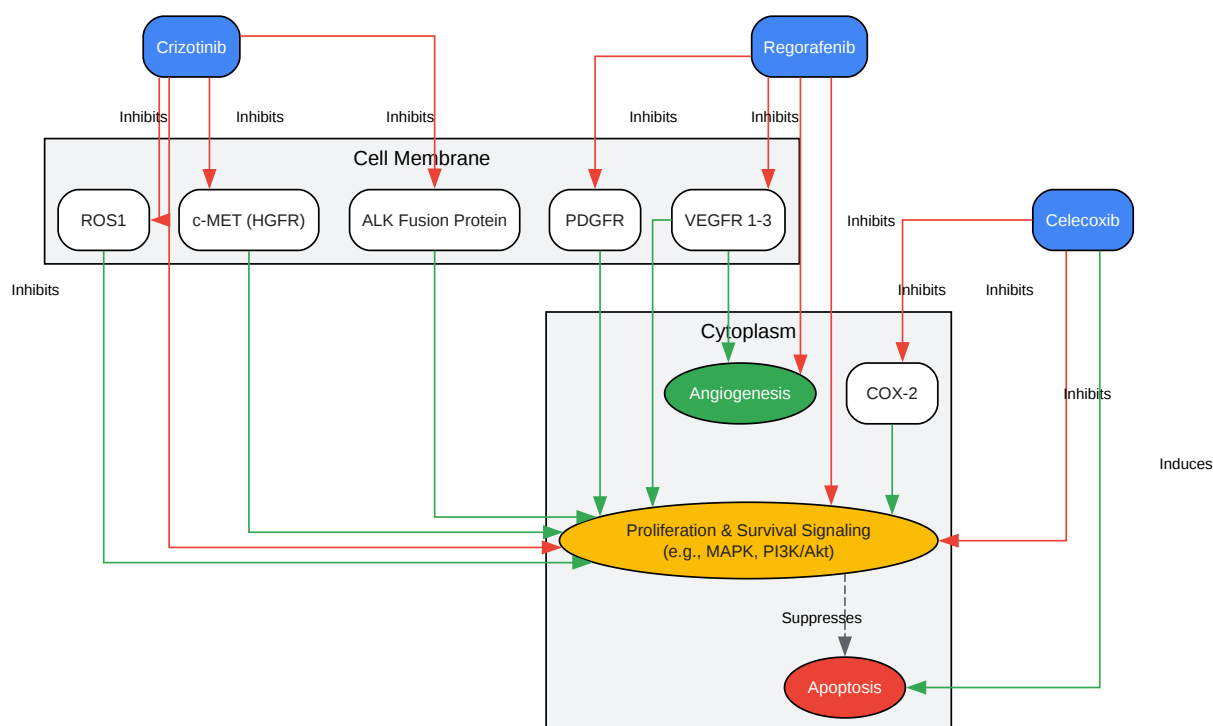 Crizotinib
Regorafenib
Inhibits
Inhibits
Inhibits
Inhibits
Inhibits
Cell Membrane
ROS1
c-MET (HGFR)
ALK Fusion Protein
PDGFR
VEGFR 1-3
Inhibits
Celecoxib
Inhibits
Inhibits
Inhibits
Cytoplasm
Angiogenesis
COX-2
Inhibits
Induces
Proliferation & Survival Signaling
(e.g., MAPK, PI3K/Akt)
Suppresses
Apoptosis